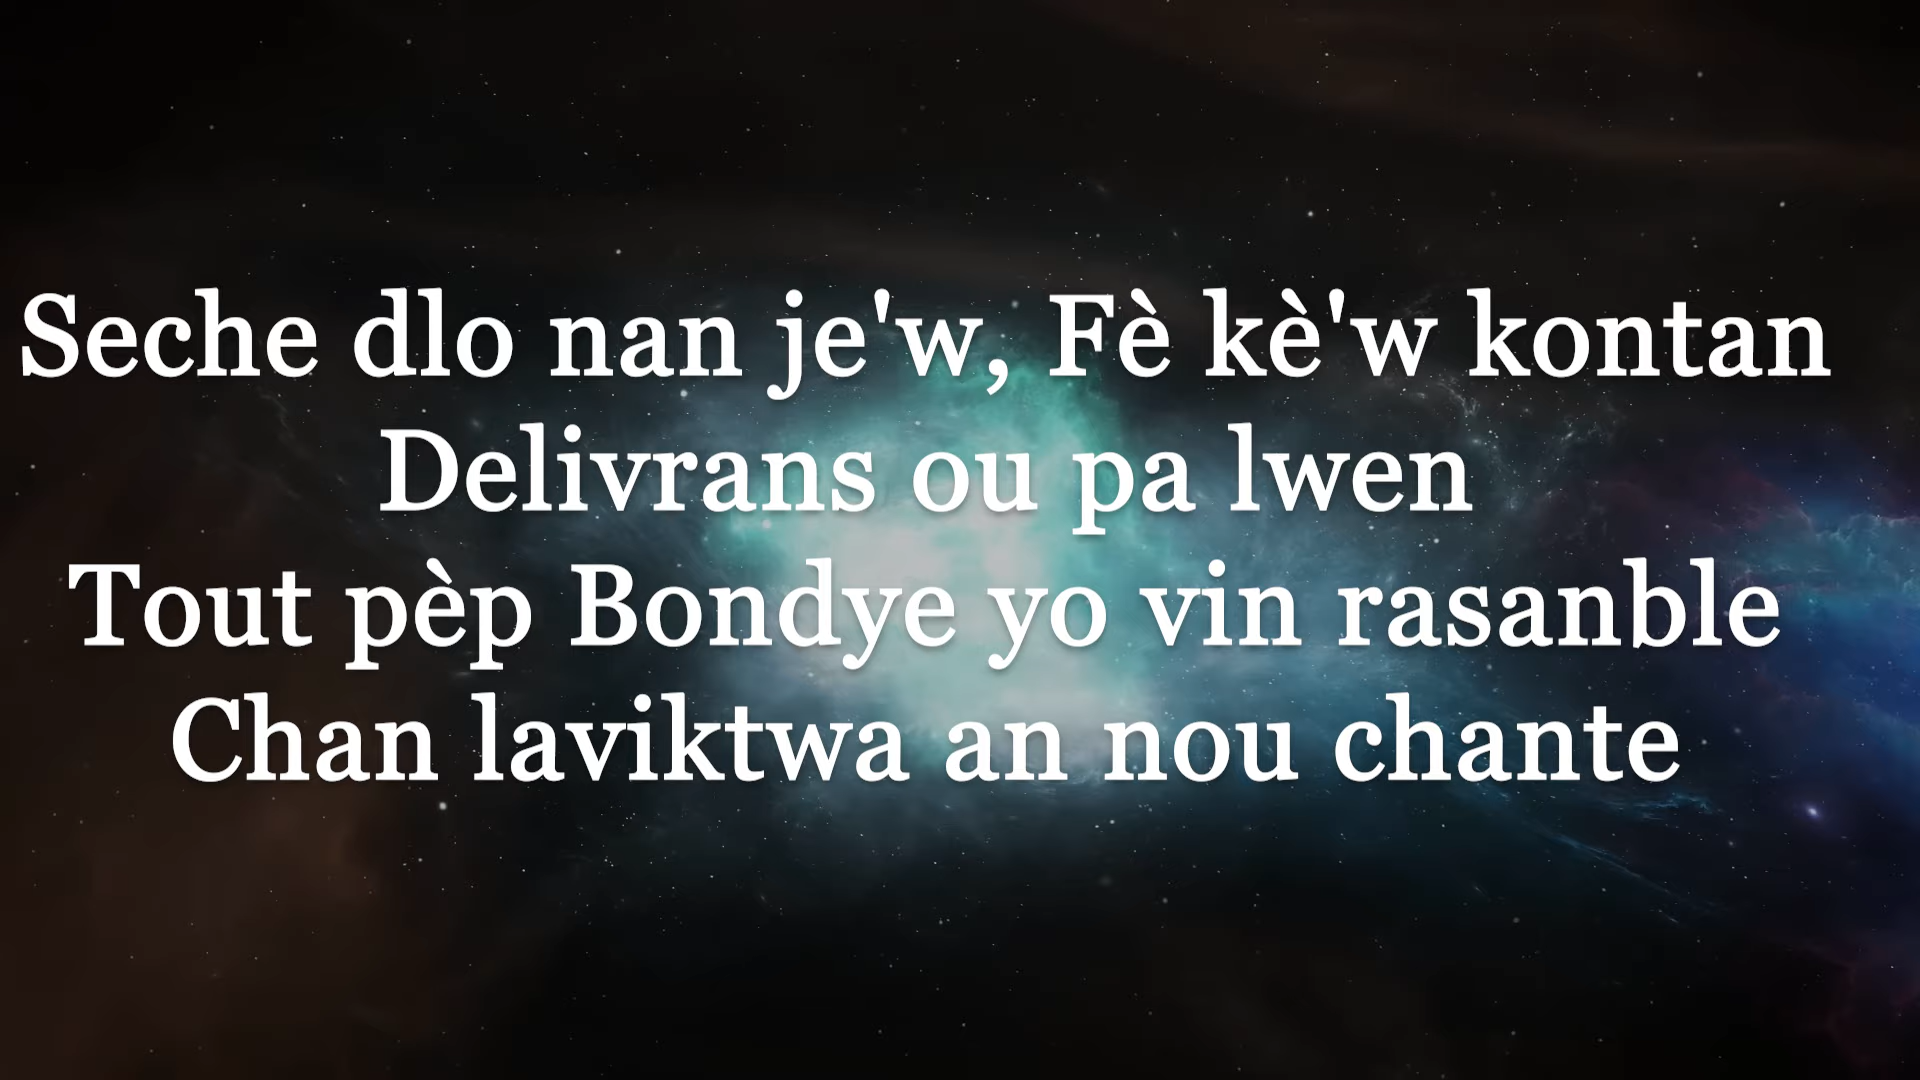 Seche dlo nan je'w, Fè kè'w kontan
Delivrans ou pa lwen
Tout pèp Bondye yo vin rasanble
Chan laviktwa an nou chante